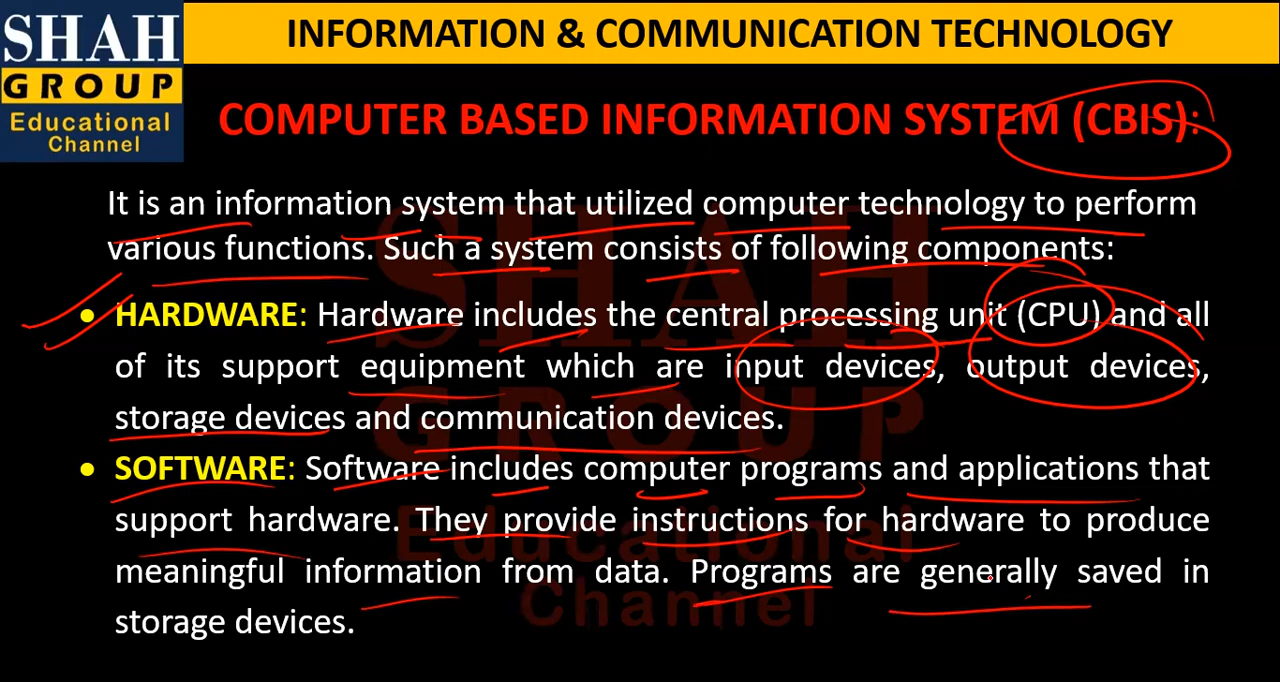 SHAH
GROUP
Educational
Channel
INFORMATION & COMMUNICATION TECHNOLOGY
COMPUTER BASED INFORMATION SYSTEM (CBIS):
It is an information system that utilized computer technology to perform
various functions. Such a system consists of following components:
• HARDWARE: Hardware includes the central processing unit (CPU) and all
of its support equipment which are input devices, output devices,
storage devices and communication devices.
• SOFTWARE: Software includes computer programs and applications that
support hardware. They provide instructions for hardware to produce
meaningful information from data. Programs are generally saved in
storage devices.
SHAH
GROUP
Educational
Channel